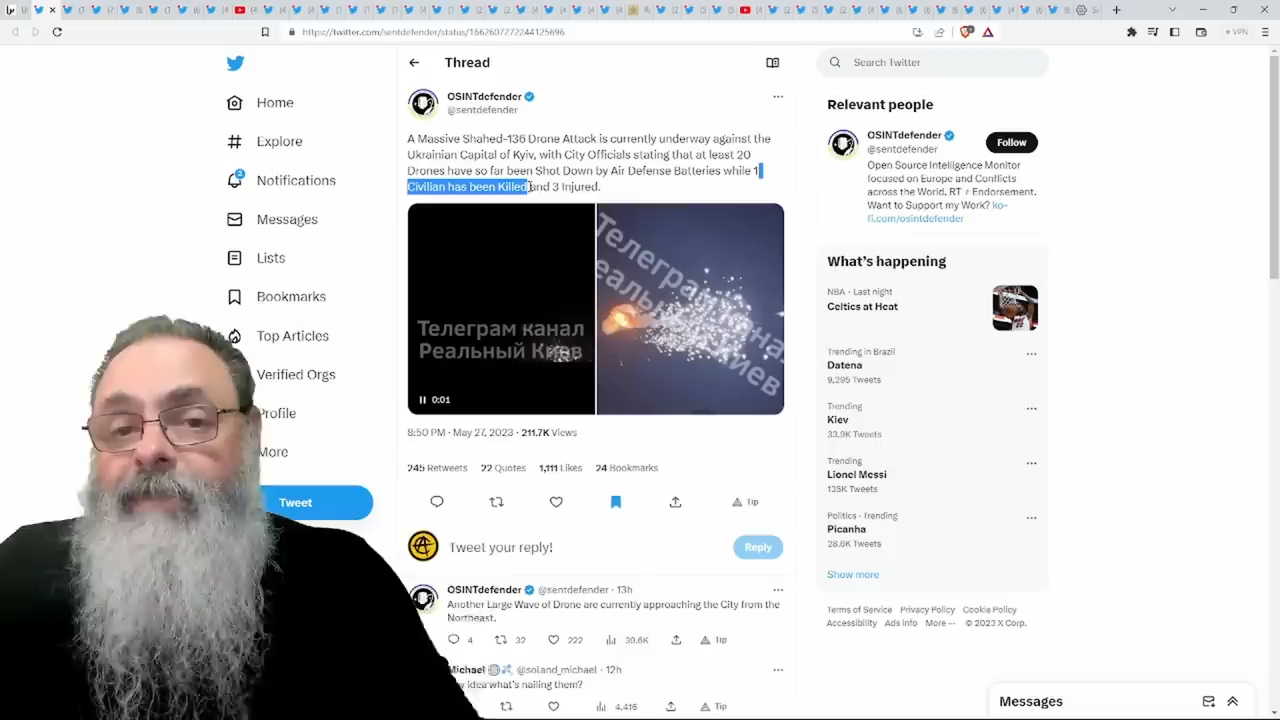 https://twitter.com/sentdefender/status/1662607272244125696
VPN
Home
Explore
2
Notifications
Messages
Lists
Bookmarks
Top Articles
Verified Orgs
Profile
More
Tweet
Thread
OSINTdefender
@sentdefender
A Massive Shahed-136 Drone Attack is currently underway against the
Ukrainian Capital of Kyiv, with City Officials stating that at least 20
Drones have so far been Shot Down by Air Defense Batteries while 1
Civilian has been Killed and 3 Injured.
Телеграм канал
Реальный Киев
Телеграм кана
еальный Киев
0:01
8:50 PM · May 27, 2023 · 211.7K Views
245 Retweets 22 Quotes 1,111 Likes 24 Bookmarks
Tip
Tweet your reply!
Reply
OSINTdefender @sentdefender · 13h
Another Large Wave of Drone are currently approaching the City from the
Northeast.
4 32 222 39.6K Tip
Michael @soland_michael · 12h
idea what's nailing them?
4,416 Tip
Search Twitter
Relevant people
OSINTdefender
@sentdefender
Follow
Open Source Intelligence Monitor
focused on Europe and Conflicts
across the World. RT ≠ Endorsement.
Want to Support my Work? ko-
fi.com/osintdefender
What's happening
NBA · Last night
Celtics at Heat
Trending in Brazil
Datena
9,295 Tweets
Trending
Kiev
33.9K Tweets
Trending
Lionel Messi
135K Tweets
Politics · Trending
Picanha
28.6K Tweets
Show more
Terms of Service Privacy Policy Cookie Policy
Accessibility Ads info More ··· © 2023 X Corp.
Messages